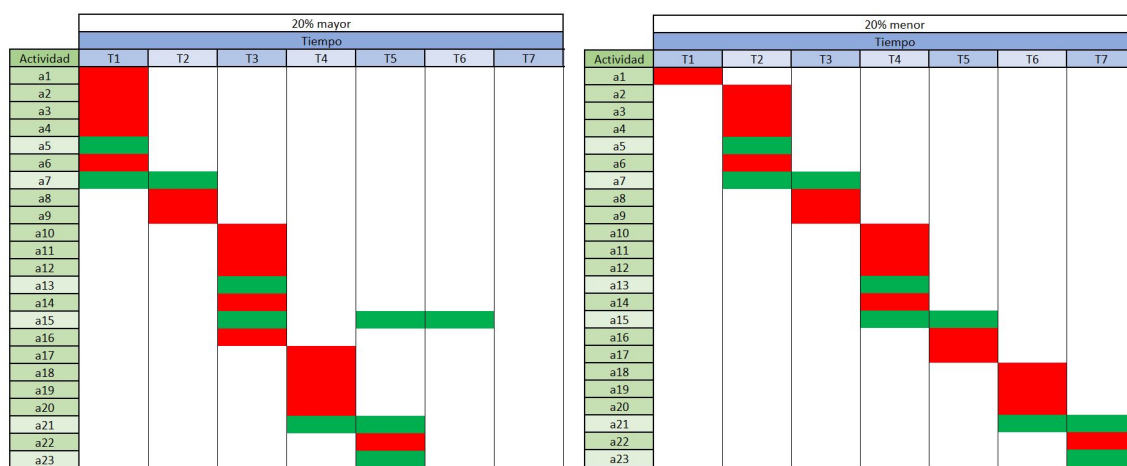 20% mayor
Tiempo
Actividad T1 T2 T3 T4 T5 T6 T7
a1
a2
a3
a4
a5
a6
a7
a8
a9
a10
a11
a12
a13
a14
a15
a16
a17
a18
a19
a20
a21
a22
a23
20% menor
Tiempo
Actividad T1 T2 T3 T4 T5 T6 T7
a1
a2
a3
a4
a5
a6
a7
a8
a9
a10
a11
a12
a13
a14
a15
a16
a17
a18
a19
a20
a21
a22
a23